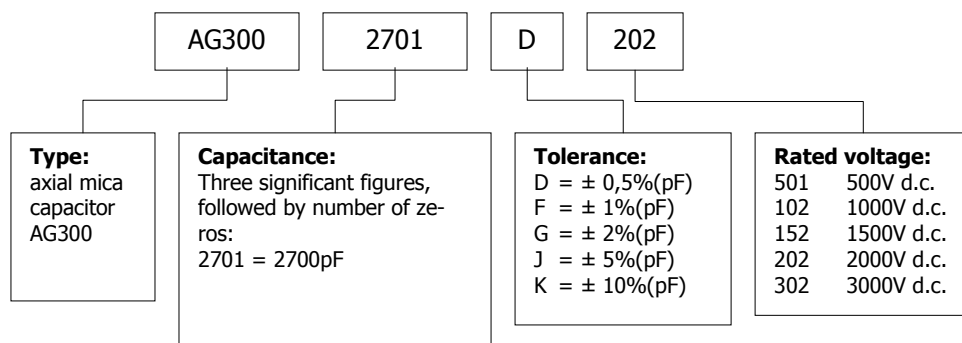 AG300 2701 D 202
Type:
axial mica
capacitor
AG300
Capacitance:
Three significant figures,
followed by number of ze-
ros:
2701 = 2700pF
Tolerance:
D = ± 0,5%(pF)
F = ± 1%(pF)
G = ± 2%(pF)
J = ± 5%(pF)
K = ± 10%(pF)
Rated voltage:
501 500V d.c.
102 1000V d.c.
152 1500V d.c.
202 2000V d.c.
302 3000V d.c.